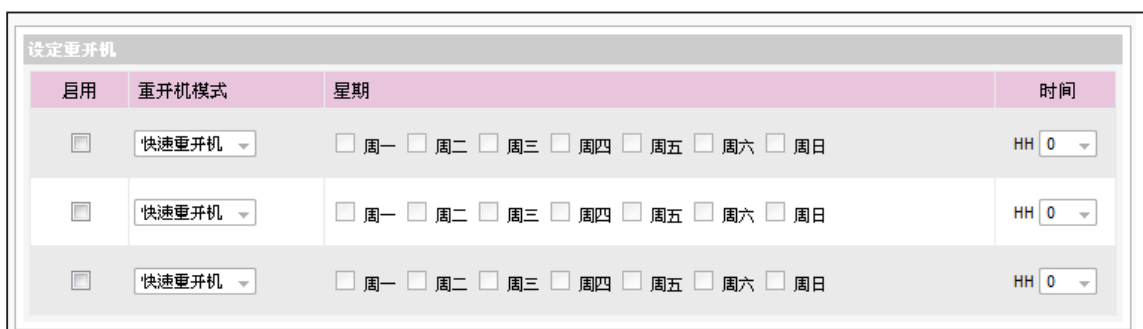 设定重开机
启用 重开机模式 星期 时间
快速重开机 周一 周二 周三 周四 周五 周六 周日 HH 0
快速重开机 周一 周二 周三 周四 周五 周六 周日 HH 0
快速重开机 周一 周二 周三 周四 周五 周六 周日 HH 0